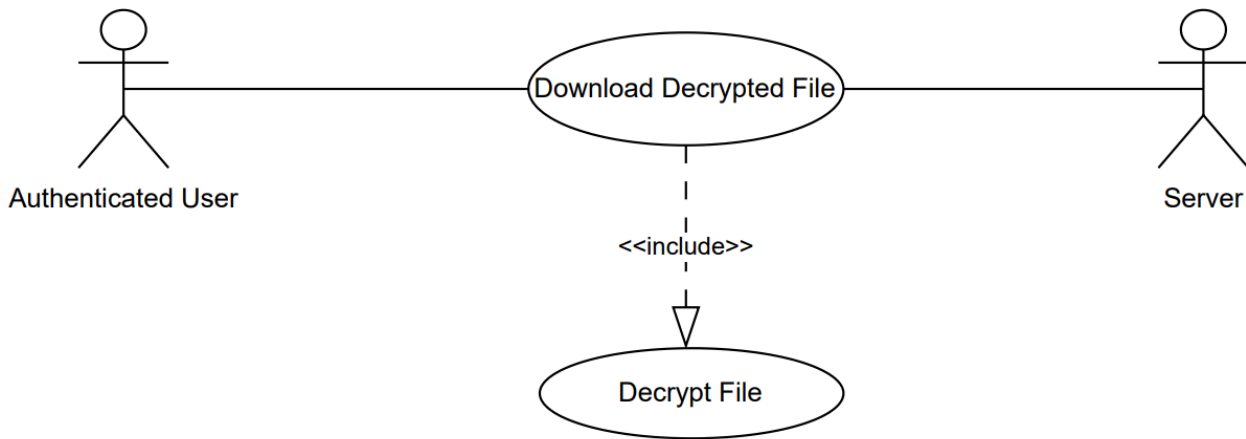 Download Decrypted File
Authenticated User
Server
<<include>>
Decrypt File